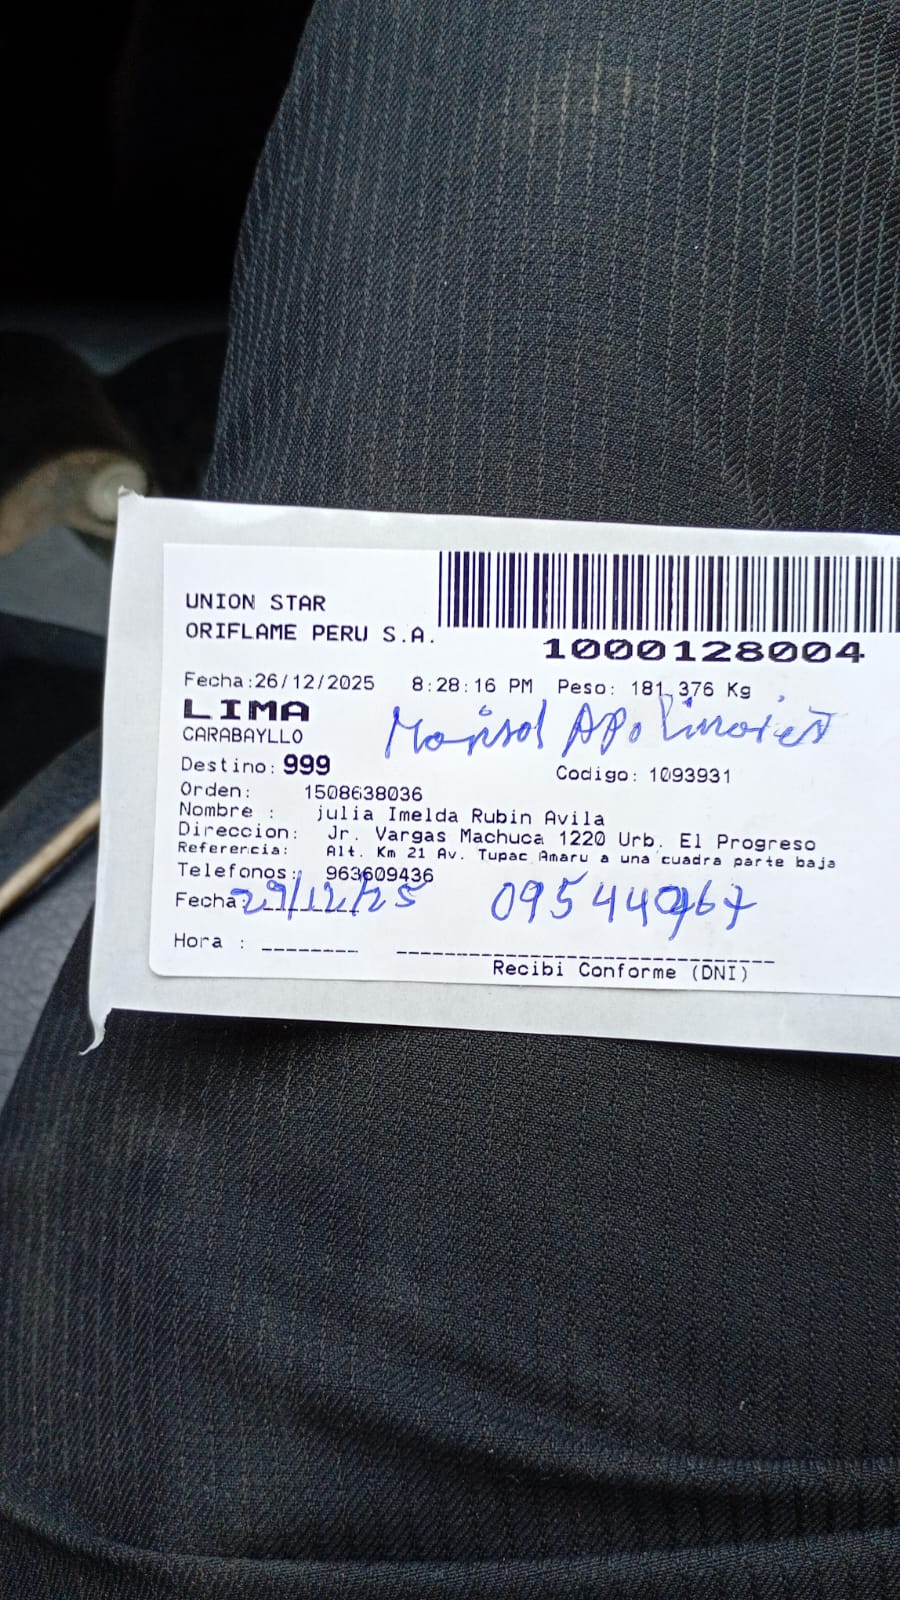 UNION STAR
ORIFLAME PERU S.A.
1000128004
Fecha:26/12/2025 8:28:16 PM Peso: 181,376 Kg
LIMA
CARABAYLLO
Marisol Apolinario
Destino: 999
Codigo: 1093931
Orden: 1508638036
Nombre : julia Imelda Rubin Avila
Direccion: Jr. Vargas Machuca 1220 Urb. El Progreso
Referercia: Alt. Km 21 Av. Tupac Amaru a una cuadra parte baja
Telefonos: 963609436
Fecha: 29/12/25
Hora : 
Recibi Conforme (DNI)